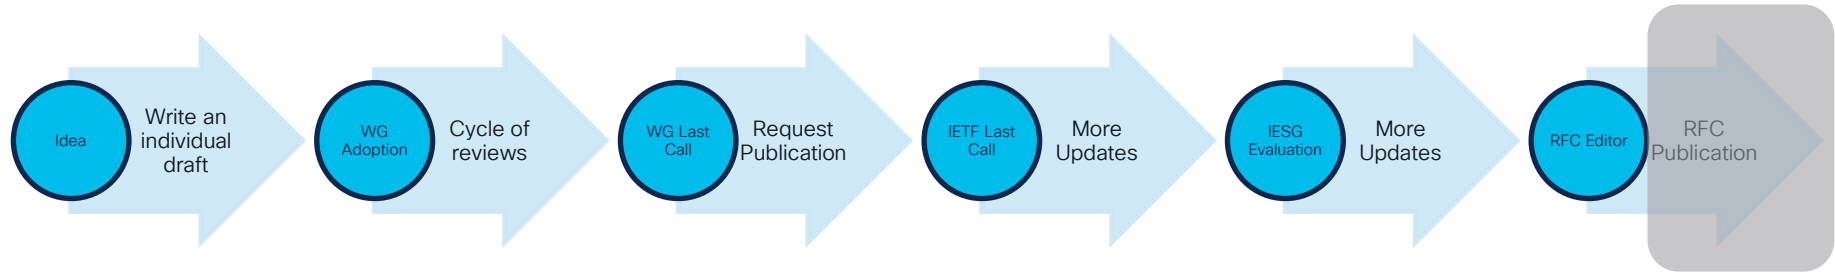 Idea
Write an
individual
draft
WG
Adoption
Cycle of
reviews
WG Last
Call
Request
Publication
IETF Last
Call
More
Updates
IESG
Evaluation
More
Updates
RFC Editor
RFC
Publication